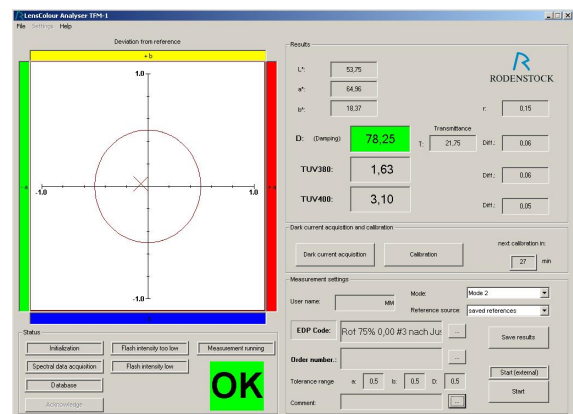 LensColour Analyser TFM-1
File Settings Help
Deviation from reference
+ b
1.0
-1.0
1.0
-1.0
Status
Initialization
Flash intensity too low
Measurement running
Spectral data acquisition
Flash intensity low
Database
Acknowledge
OK
Results
L*: 53,75
a*: 64,96
b*: 18,37
RODENSTOCK
r: 0,15
D: (Damping) 78,25
Transmittance
T: 21,75
Diff.: 0,06
TUV380: 1,63
Diff.: 0,06
TUV400: 3,10
Diff.: 0,05
Dark current acquisition and calibration
Dark current acquisition
Calibration
next calibration in:
27 min
Measurement settings
User name: MM
Mode: Mode 2
Reference source: saved references
EDP Code: Rot 75% 0,00 #3 nach Jus
...
Save results
Order number.:
...
Start (external)
Tolerance range a: 0.5 b: 0.5 D: 0.5
Start
Comment:
...